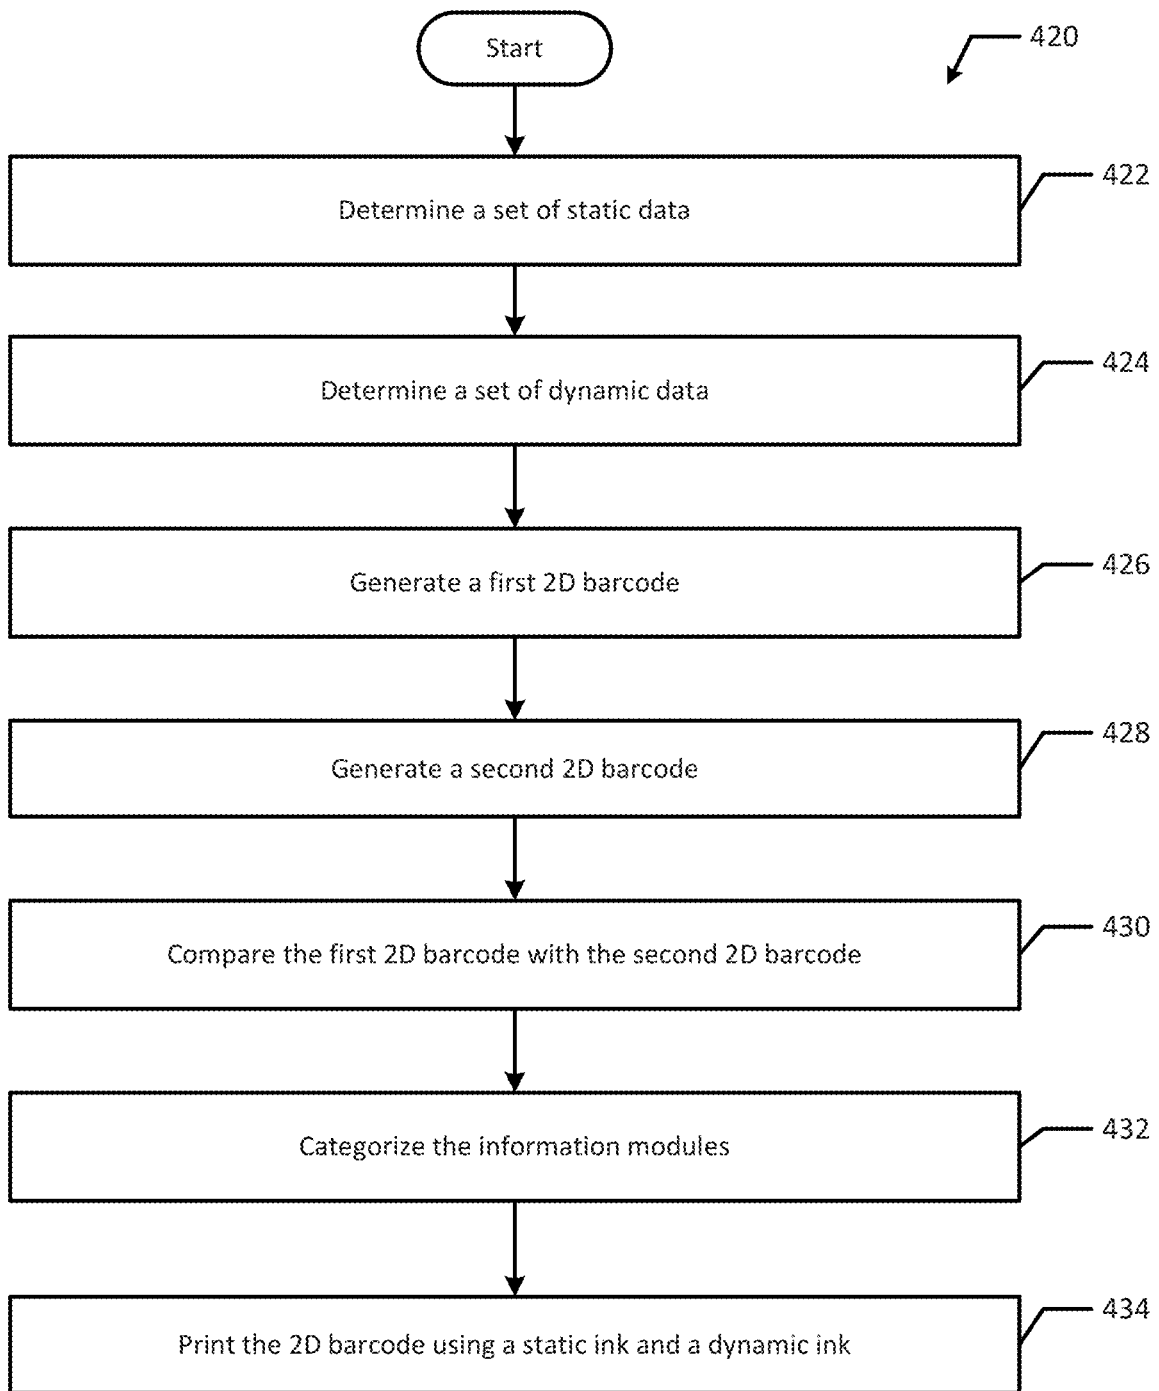 Start
420
Determine a set of static data
422
Determine a set of dynamic data
424
Generate a first 2D barcode
426
Generate a second 2D barcode
428
Compare the first 2D barcode with the second 2D barcode
430
Categorize the information modules
432
Print the 2D barcode using a static ink and a dynamic ink
434